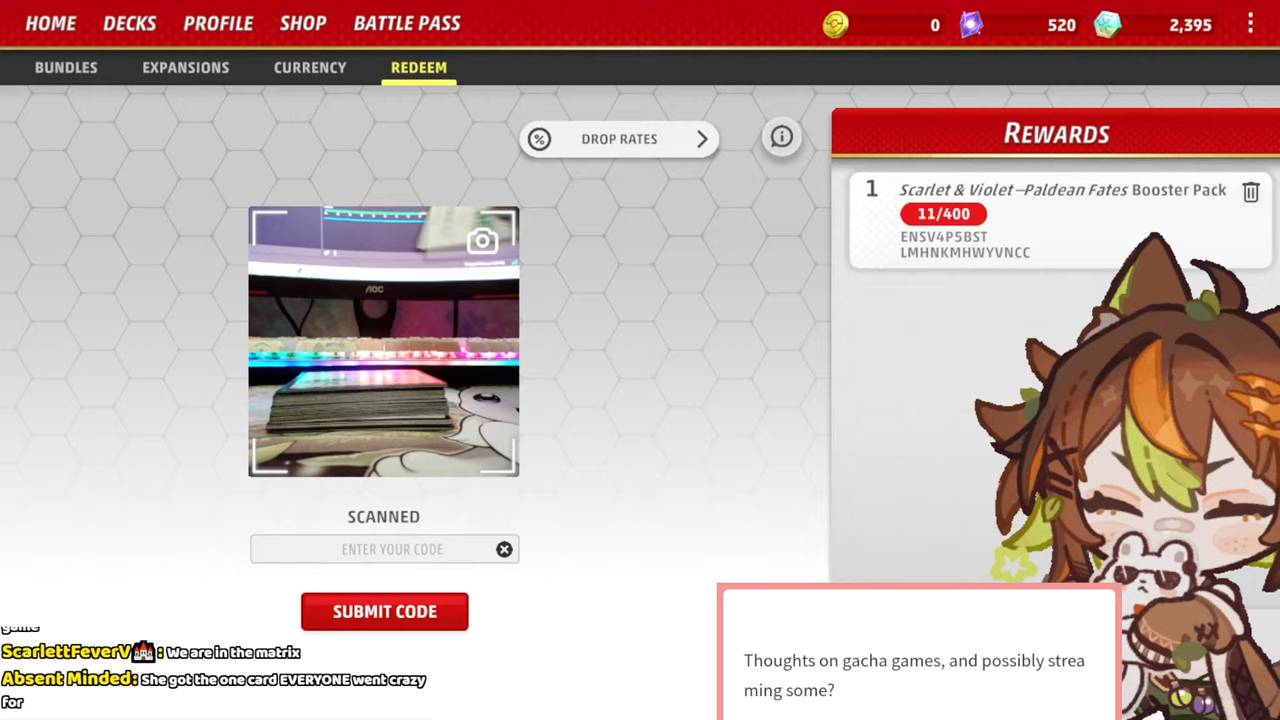 HOME DECKS PROFILE SHOP BATTLE PASS 0 520 2,395
BUNDLES EXPANSIONS CURRENCY REDEEM
DROP RATES
REWARDS
1 Scarlet & Violet—Paldean Fates Booster Pack
11/400
ENSV4P5BST
LMHNKMHWYVNCC
AOC
SCANNED
ENTER YOUR CODE
SUBMIT CODE
game
ScarlettFeverV: We are in the matrix
Absent Minded: She got the one card EVERYONE went crazy
for
Thoughts on gacha games, and possibly strea
ming some?